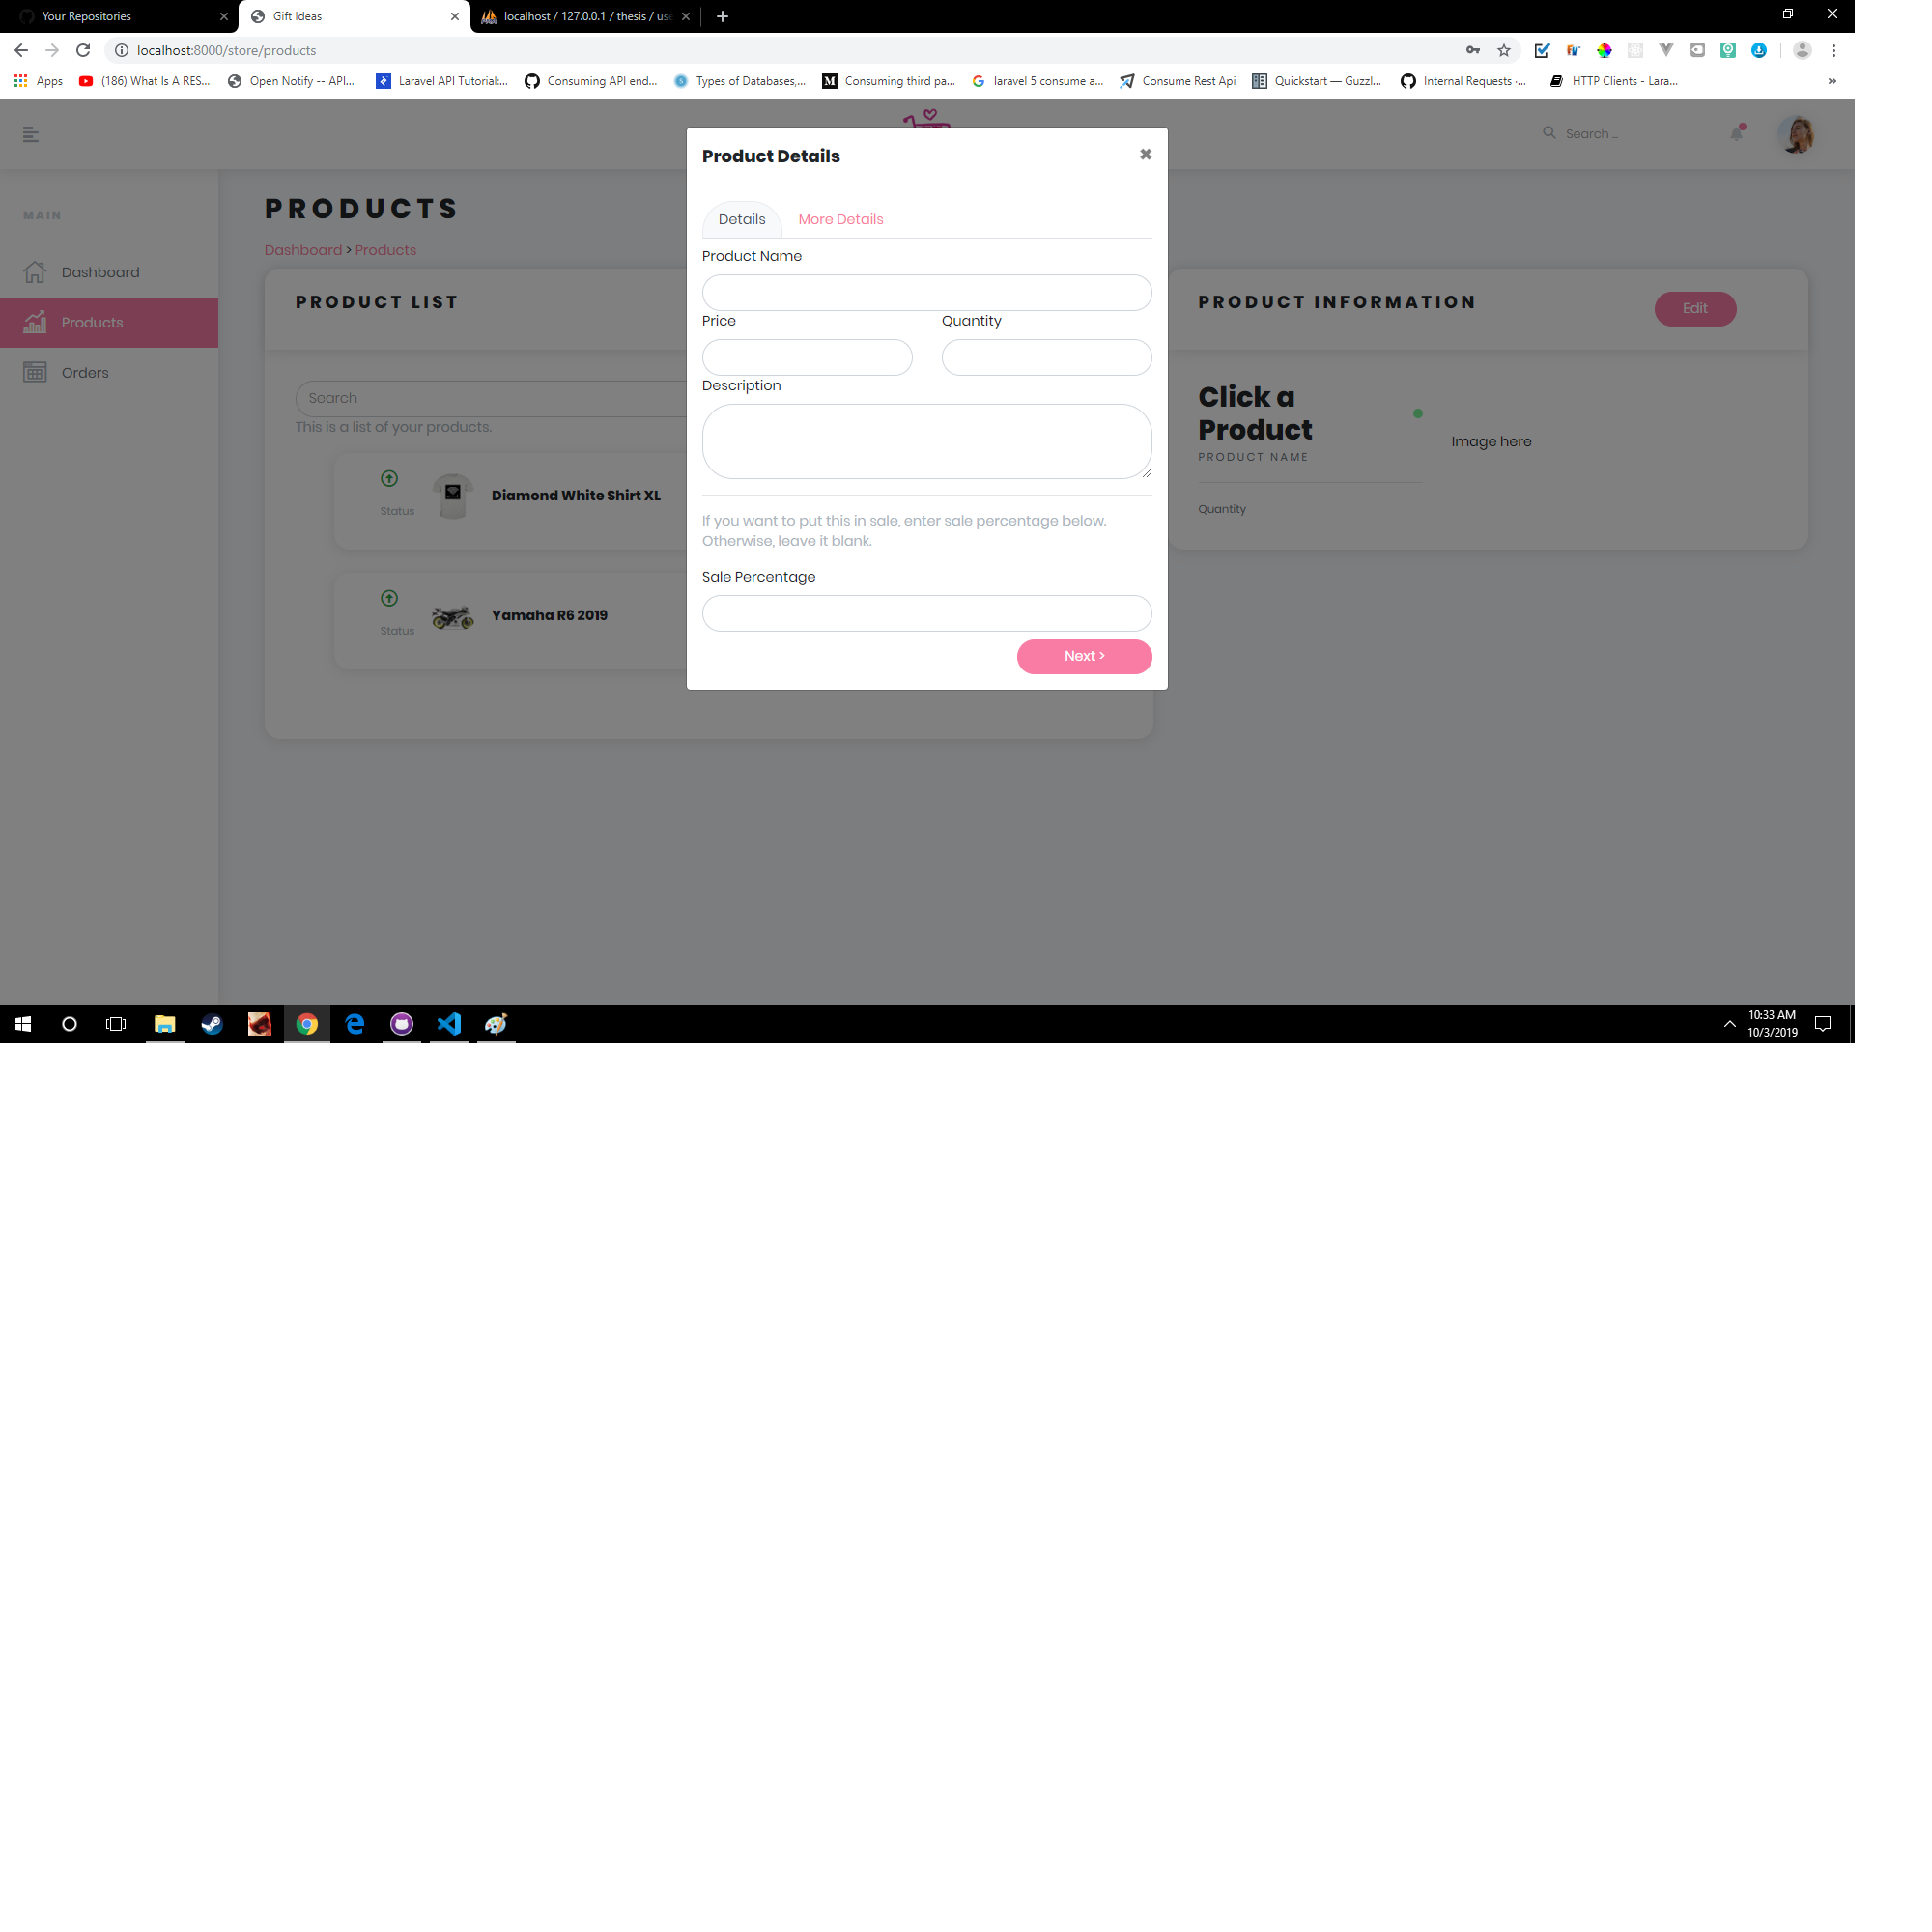 Your Repositories
Gift Ideas
localhost / 127.0.0.1 / thesis / us
localhost:8000/store/products
Apps
(186) What Is A RES...
Open Notify -- API...
Laravel API Tutorial:...
Consuming API end...
Types of Databases,...
Consuming third pa...
laravel 5 consume a...
Consume Rest Api
Quickstart — Guzzl...
Internal Requests ·...
HTTP Clients - Lara...
»
Search ...
Product Details
MAIN
Dashboard
Products
Orders
PRODUCTS
Dashboard > Products
PRODUCT LIST
Search
This is a list of your products.
Status
Diamond White Shirt XL
Status
Yamaha R6 2019
Details
More Details
Product Name
Price
Quantity
Description
If you want to put this in sale, enter sale percentage below.
Otherwise, leave it blank.
Sale Percentage
Next >
PRODUCT INFORMATION
Edit
Click a
Product
PRODUCT NAME
Image here
Quantity
10:33 AM
10/3/2019